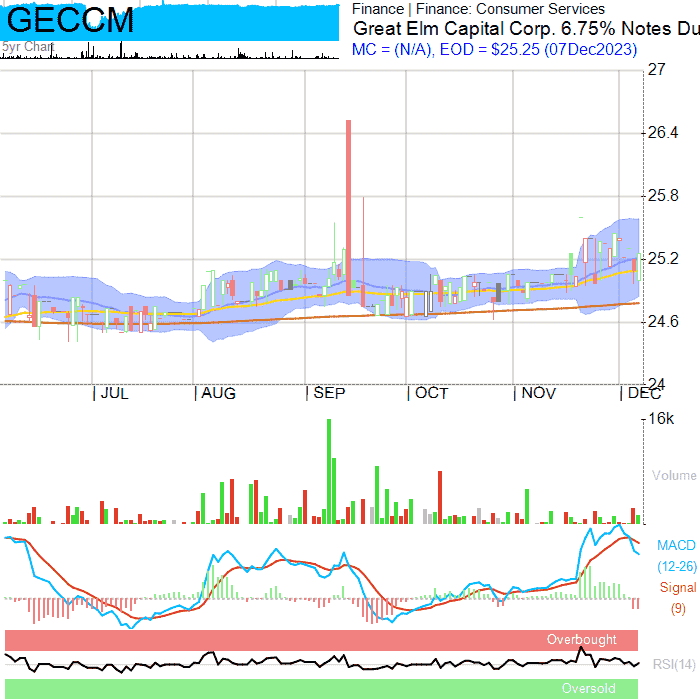 GECCM
5yr Chart
Finance | Finance: Consumer Services
Great Elm Capital Corp. 6.75% Notes Du
MC = (N/A), EOD = $25.25 (07Dec2023)
27
26.4
25.8
25.2
24.6
24
JUL
AUG
SEP
OCT
NOV
DEC
16k
Volume
MACD
(12-26)
Signal
(9)
Overbought
RSI(14)
Oversold